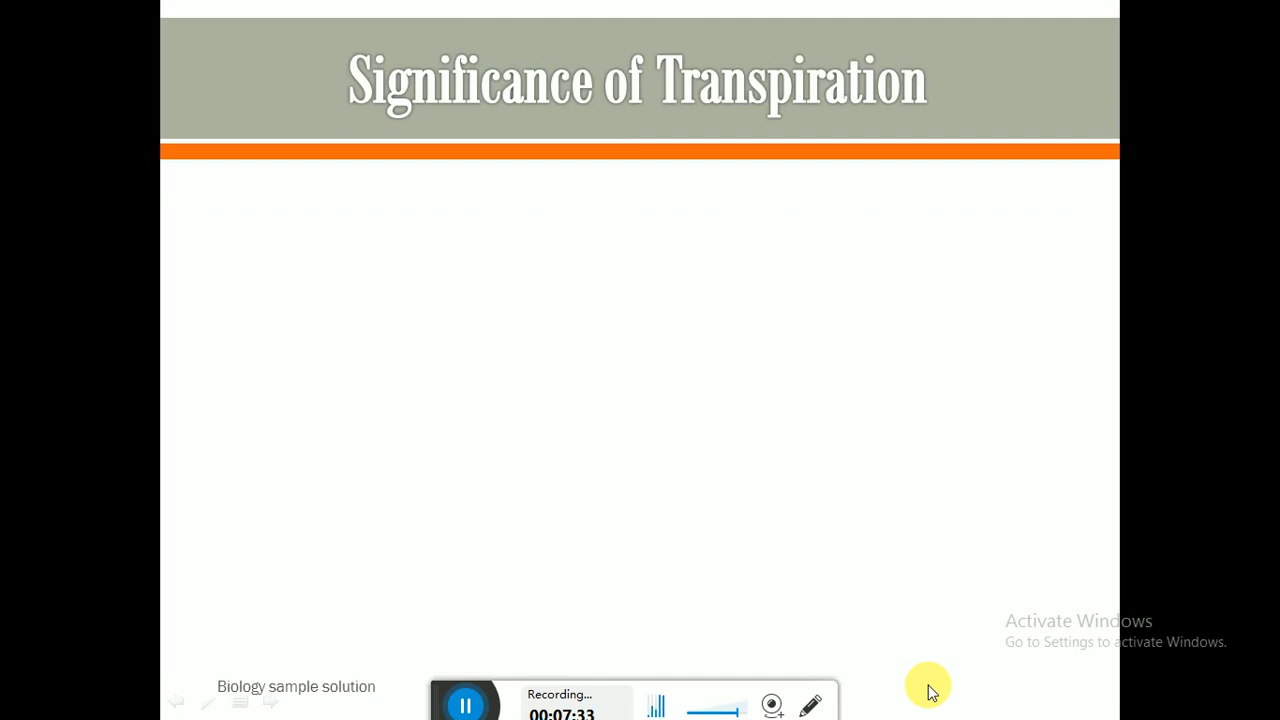 Significance of Transpiration
Activate Windows
Go to Settings to activate Windows.
Biology sample solution
Recording...
00:07:33